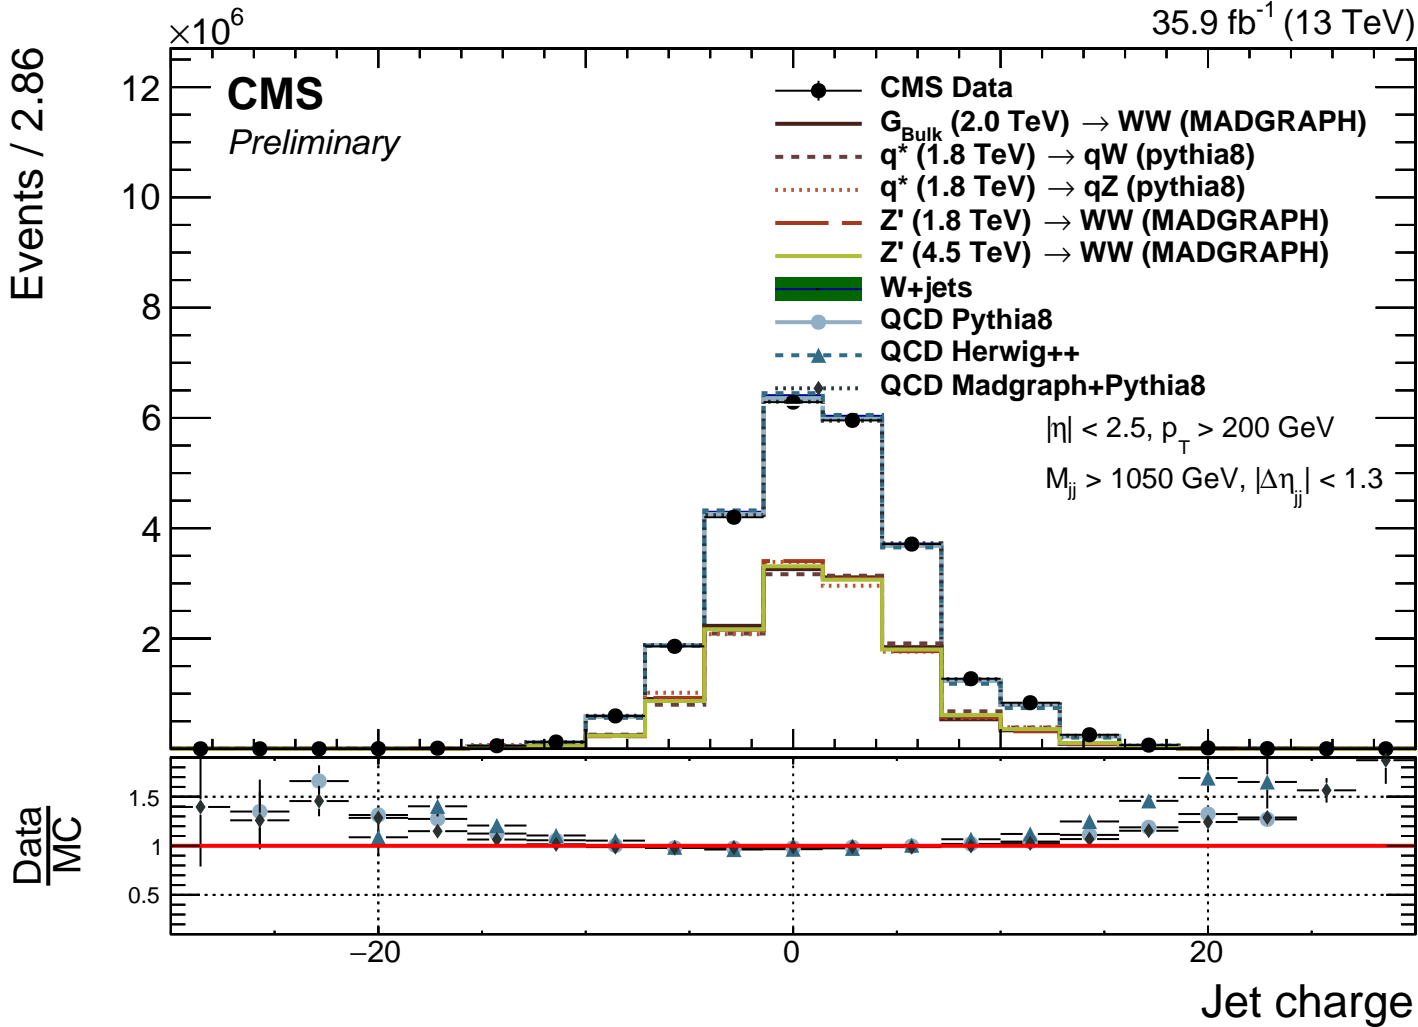 ×10⁶
35.9 fb⁻¹ (13 TeV)
Events / 2.86
CMS
Preliminary
12
10
8
6
4
2
CMS Data
G_Bulk (2.0 TeV) → WW (MADGRAPH)
q* (1.8 TeV) → qW (pythia8)
q* (1.8 TeV) → qZ (pythia8)
Z' (1.8 TeV) → WW (MADGRAPH)
Z' (4.5 TeV) → WW (MADGRAPH)
W+jets
QCD Pythia8
QCD Herwig++
QCD Madgraph+Pythia8
|η| < 2.5, p_T > 200 GeV
M_jj > 1050 GeV, |Δη_jj| < 1.3
Data
MC
1.5
1
0.5
−20
0
20
Jet charge